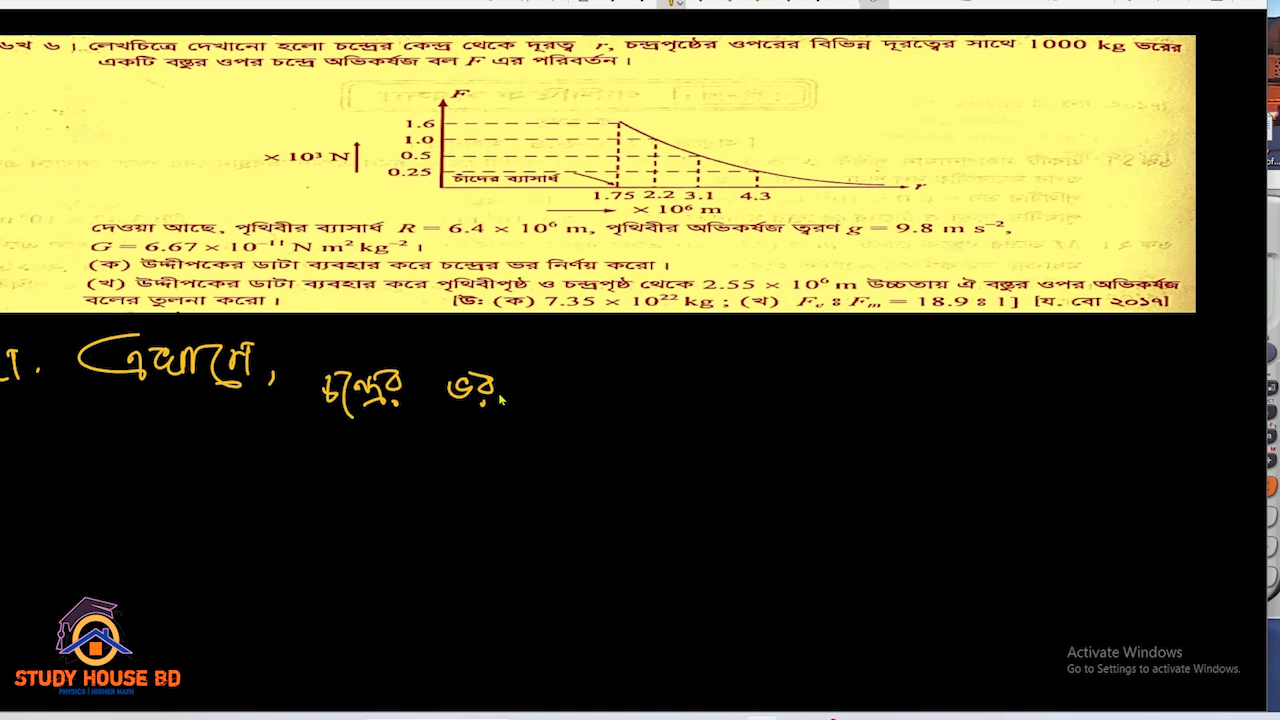 ৬খ ৬। লেখচিত্রে দেখানো হলো চন্দ্রের কেন্দ্র থেকে দূরত্ব r, চন্দ্রপৃষ্ঠের ওপরের বিভিন্ন দূরত্বের সাথে 1000 kg ভরের
একটি বস্তুর ওপর চন্দ্রে অভিকর্ষজ বল F এর পরিবর্তন।
F
1.6
1.0
0.5
0.25
× 10³ N
চাঁদের ব্যাসার্ধ
r
1.75 2.2 3.1 4.3
× 10⁶ m
দেওয়া আছে, পৃথিবীর ব্যাসার্ধ R = 6.4 × 10⁶ m, পৃথিবীর অভিকর্ষজ ত্বরণ g = 9.8 m s⁻²,
G = 6.67 × 10⁻¹¹ N m² kg⁻²।
(ক) উদ্দীপকের ডাটা ব্যবহার করে চন্দ্রের ভর নির্ণয় করো।
(খ) উদ্দীপকের ডাটা ব্যবহার করে পৃথিবীপৃষ্ঠ ও চন্দ্রপৃষ্ঠ থেকে 2.55 × 10⁶ m উচ্চতায় ঐ বস্তুর ওপর অভিকর্ষজ
বলের তুলনা করো। [উঃ (ক) 7.35 × 10²² kg ; (খ) Fₑ ঃ Fₘ = 18.9 ঃ 1] [য. বো ২০১৭]
এখানে,
চন্দ্রের ভর
STUDY HOUSE BD
PHYSICS | HIGHER MATH
Activate Windows
Go to Settings to activate Windows.